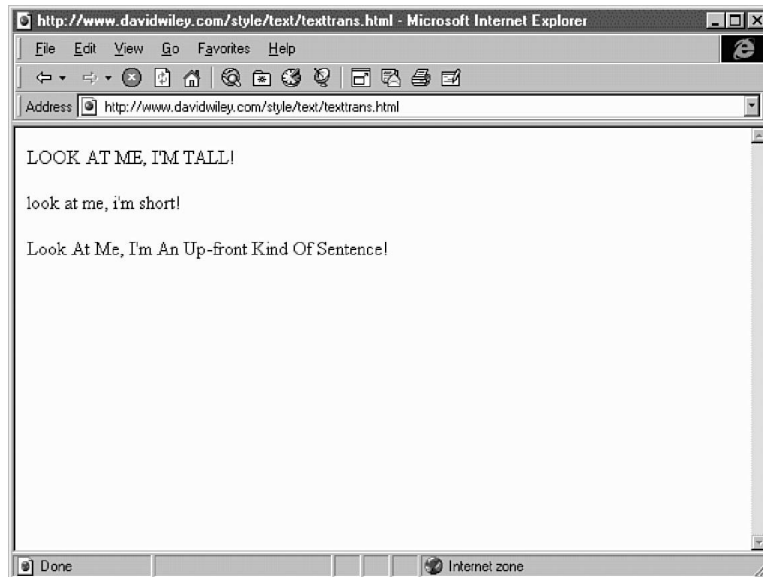 http://www.davidwiley.com/style/text/texttrans.html - Microsoft Internet Explorer
File Edit View Go Favorites Help
Address http://www.davidwiley.com/style/text/texttrans.html
LOOK AT ME, I'M TALL!
look at me, i'm short!
Look At Me, I'm An Up-front Kind Of Sentence!
Done Internet zone